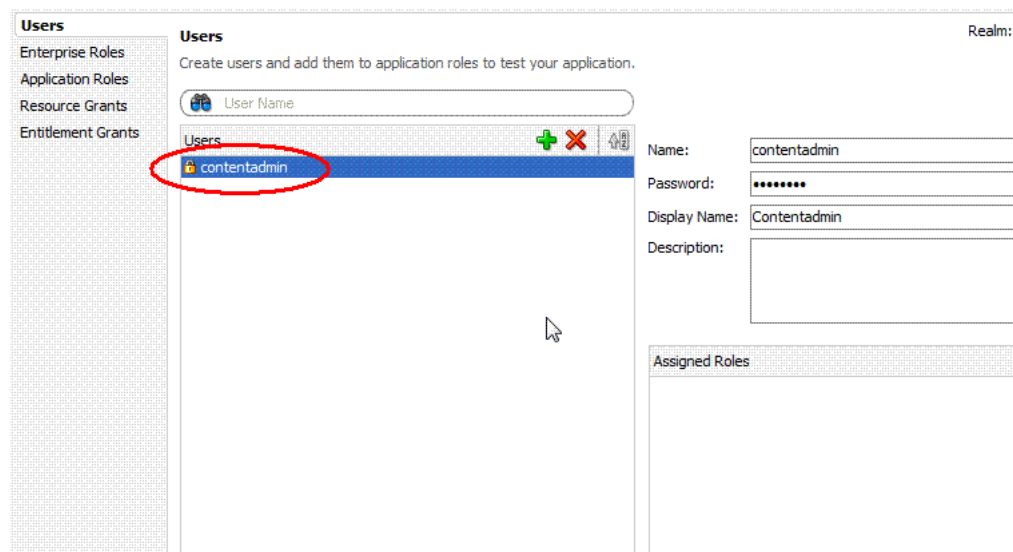 Users
Enterprise Roles
Application Roles
Resource Grants
Entitlement Grants
Users
Realm:
Create users and add them to application roles to test your application.
User Name
Users
contentadmin
Name: contentadmin
Password: ••••••••
Display Name: Contentadmin
Description:
Assigned Roles